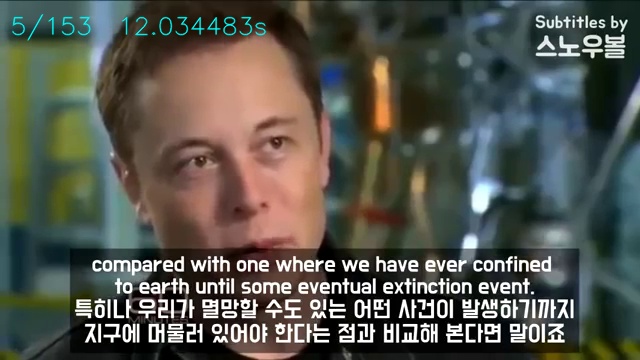 5/153 12.034483s
Subtitles by
스노우볼
compared with one where we have ever confined
to earth until some eventual extinction event.
특히나 우리가 멸망할 수도 있는 어떤 사건이 발생하기까지
지구에 머물러 있어야 한다는 점과 비교해 본다면 말이죠